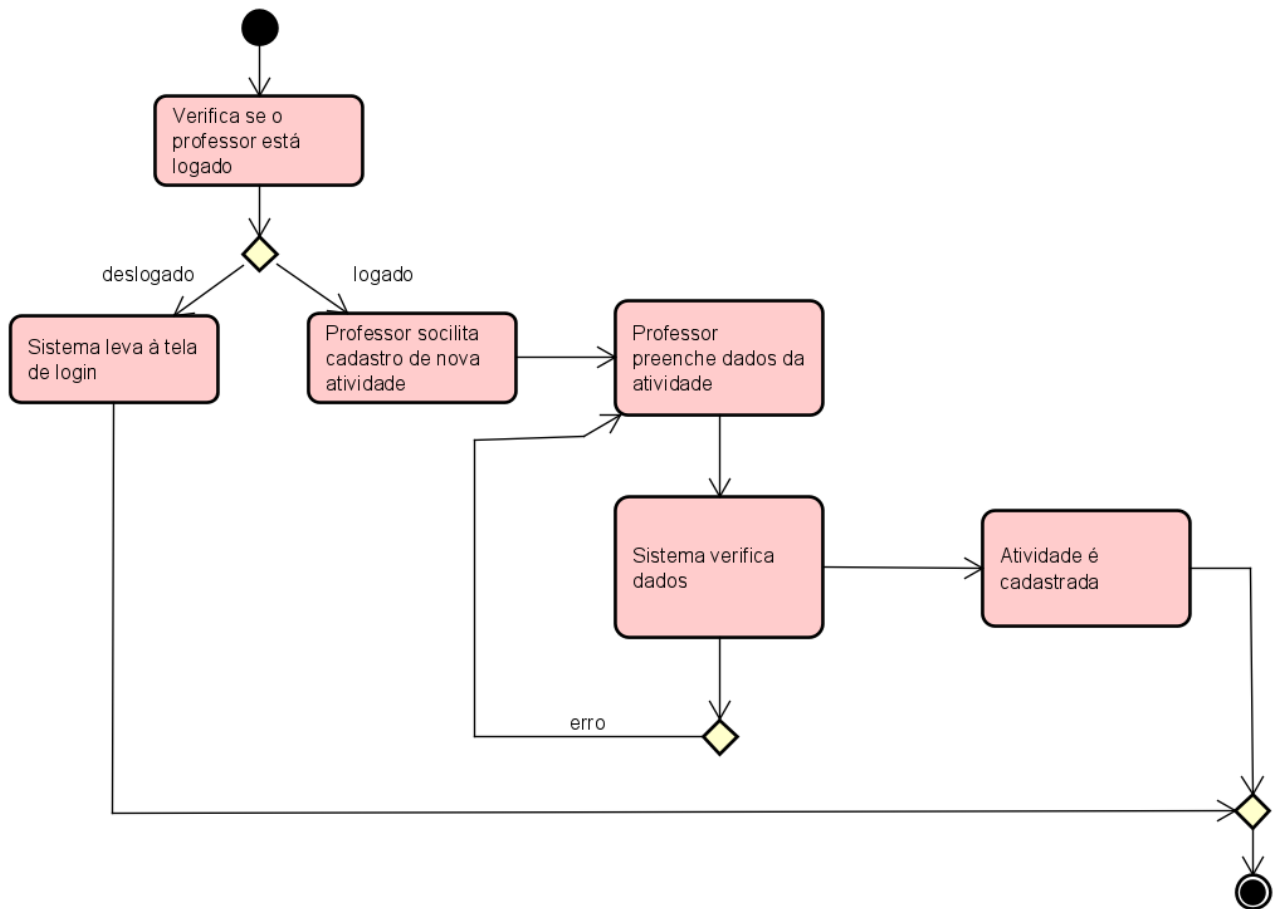 Verifica se o
professor está
logado
deslogado
logado
Sistema leva à tela
de login
Professor socilita
cadastro de nova
atividade
Professor
preenche dados da
atividade
Sistema verifica
dados
Atividade é
cadastrada
erro